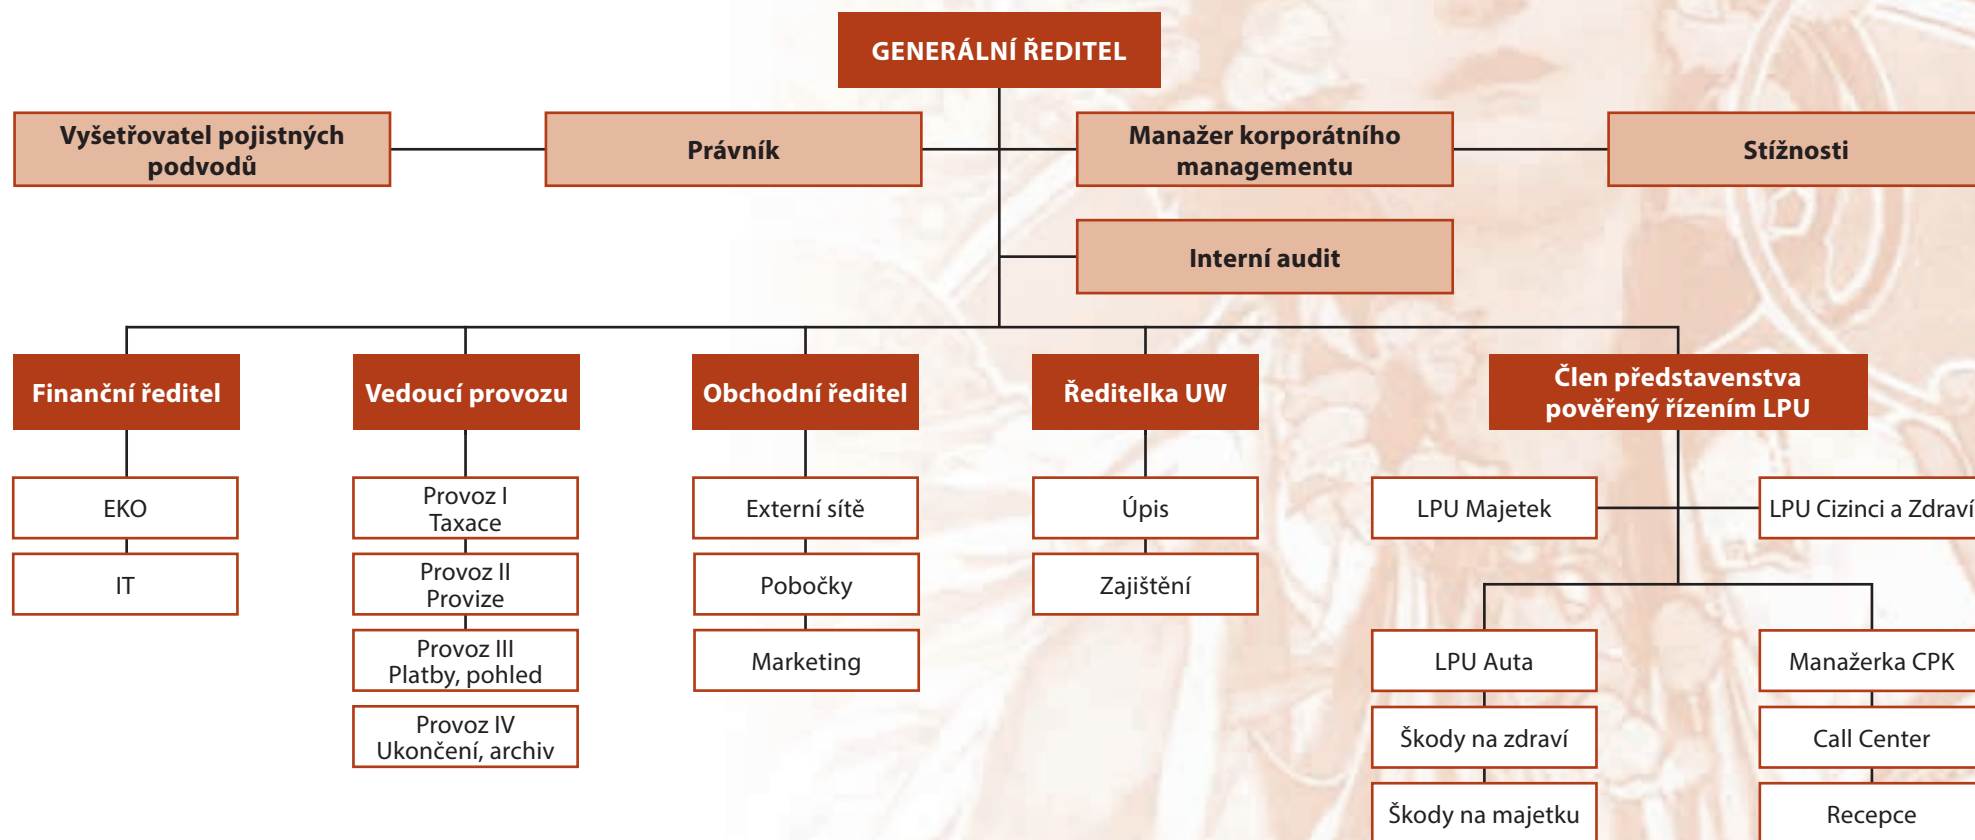 GENERÁLNÍ ŘEDITEL
Vyšetřovatel pojistných
podvodů
Právník
Manažer korporátního
managementu
Stížnosti
Interní audit
Finanční ředitel
Vedoucí provozu
Obchodní ředitel
Ředitelka UW
Člen představenstva
pověřený řízením LPU
EKO
IT
Provoz I
Taxace
Provoz II
Provize
Provoz III
Platby, pohled
Provoz IV
Ukončení, archiv
Externí sítě
Pobočky
Marketing
Úpis
Zajištění
LPU Majetek
LPU Cizinci a Zdraví
LPU Auta
Škody na zdraví
Škody na majetku
Manažerka CPK
Call Center
Recepce